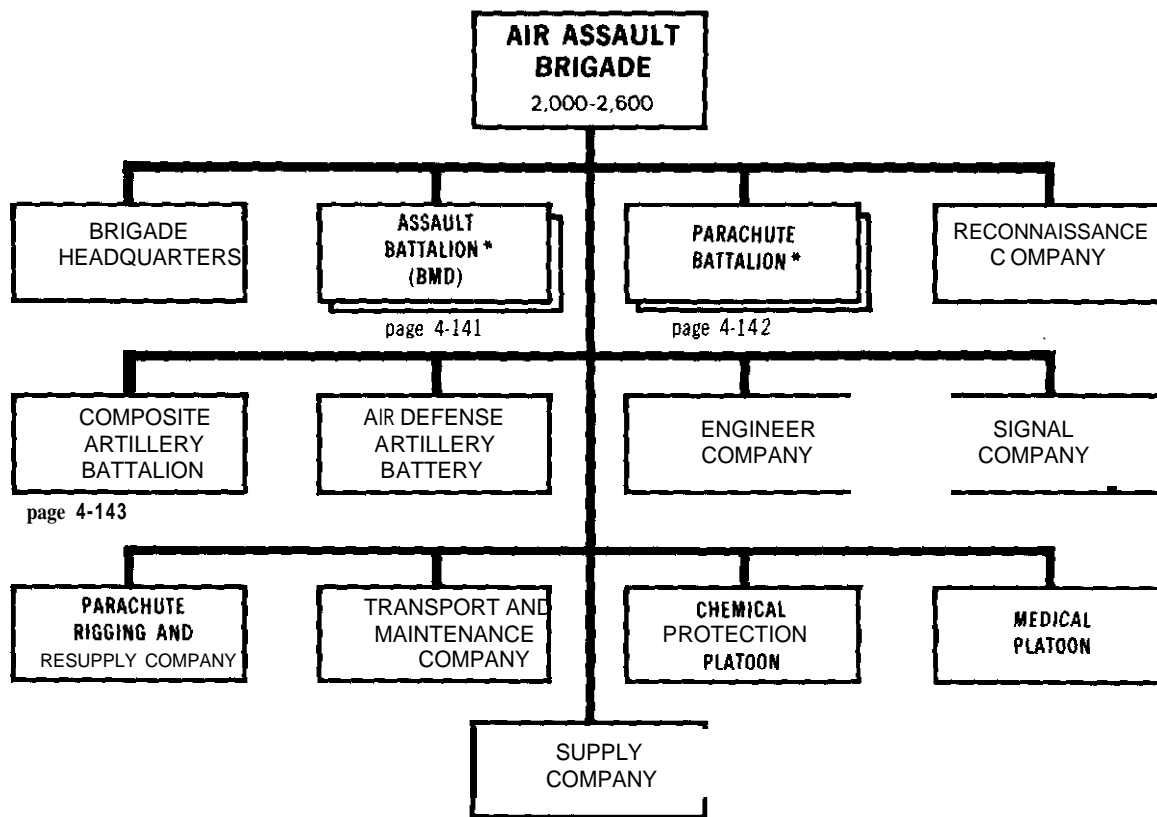 AIR ASSAULT
BRIGADE
2,000-2,600
BRIGADE
HEADQUARTERS
ASSAULT
BATTALION*
(BMD)
page 4-141
PARACHUTE
BATTALION*
page 4-142
RECONNAISSANCE
C OMPANY
COMPOSITE
ARTILLERY
BATTALION
page 4-143
AIR DEFENSE
ARTILLERY
BATTERY
ENGINEER
COMPANY
SIGNAL
COMPANY
PARACHUTE
RIGGING AND
RESUPPLY COMPANY
TRANSPORT AND
MAINTENANCE
COMPANY
CHEMICAL
PROTECTION
PLATOON
MEDICAL
PLATOON
SUPPLY
COMPANY